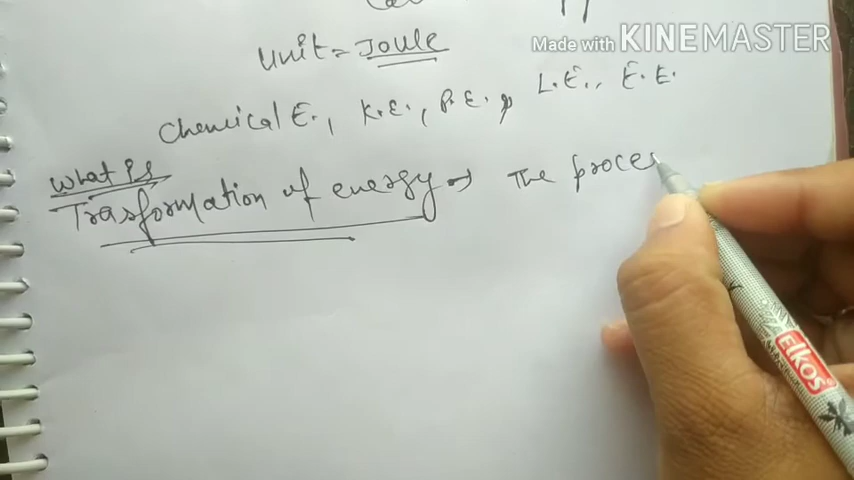 Unit = Joule
Made with KINEMASTER
Chemical E., K.E., P.E., L.E., E.E.
What is
Trasformation of energy → The proces
Elkos